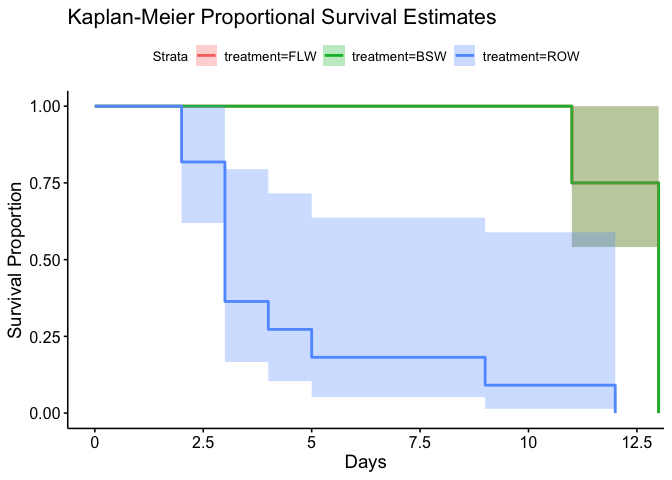 Kaplan-Meier Proportional Survival Estimates
Strata treatment=FLW treatment=BSW treatment=ROW
1.00
0.75
0.50
0.25
0.00
Survival Proportion
0 2.5 5 7.5 10 12.5
Days